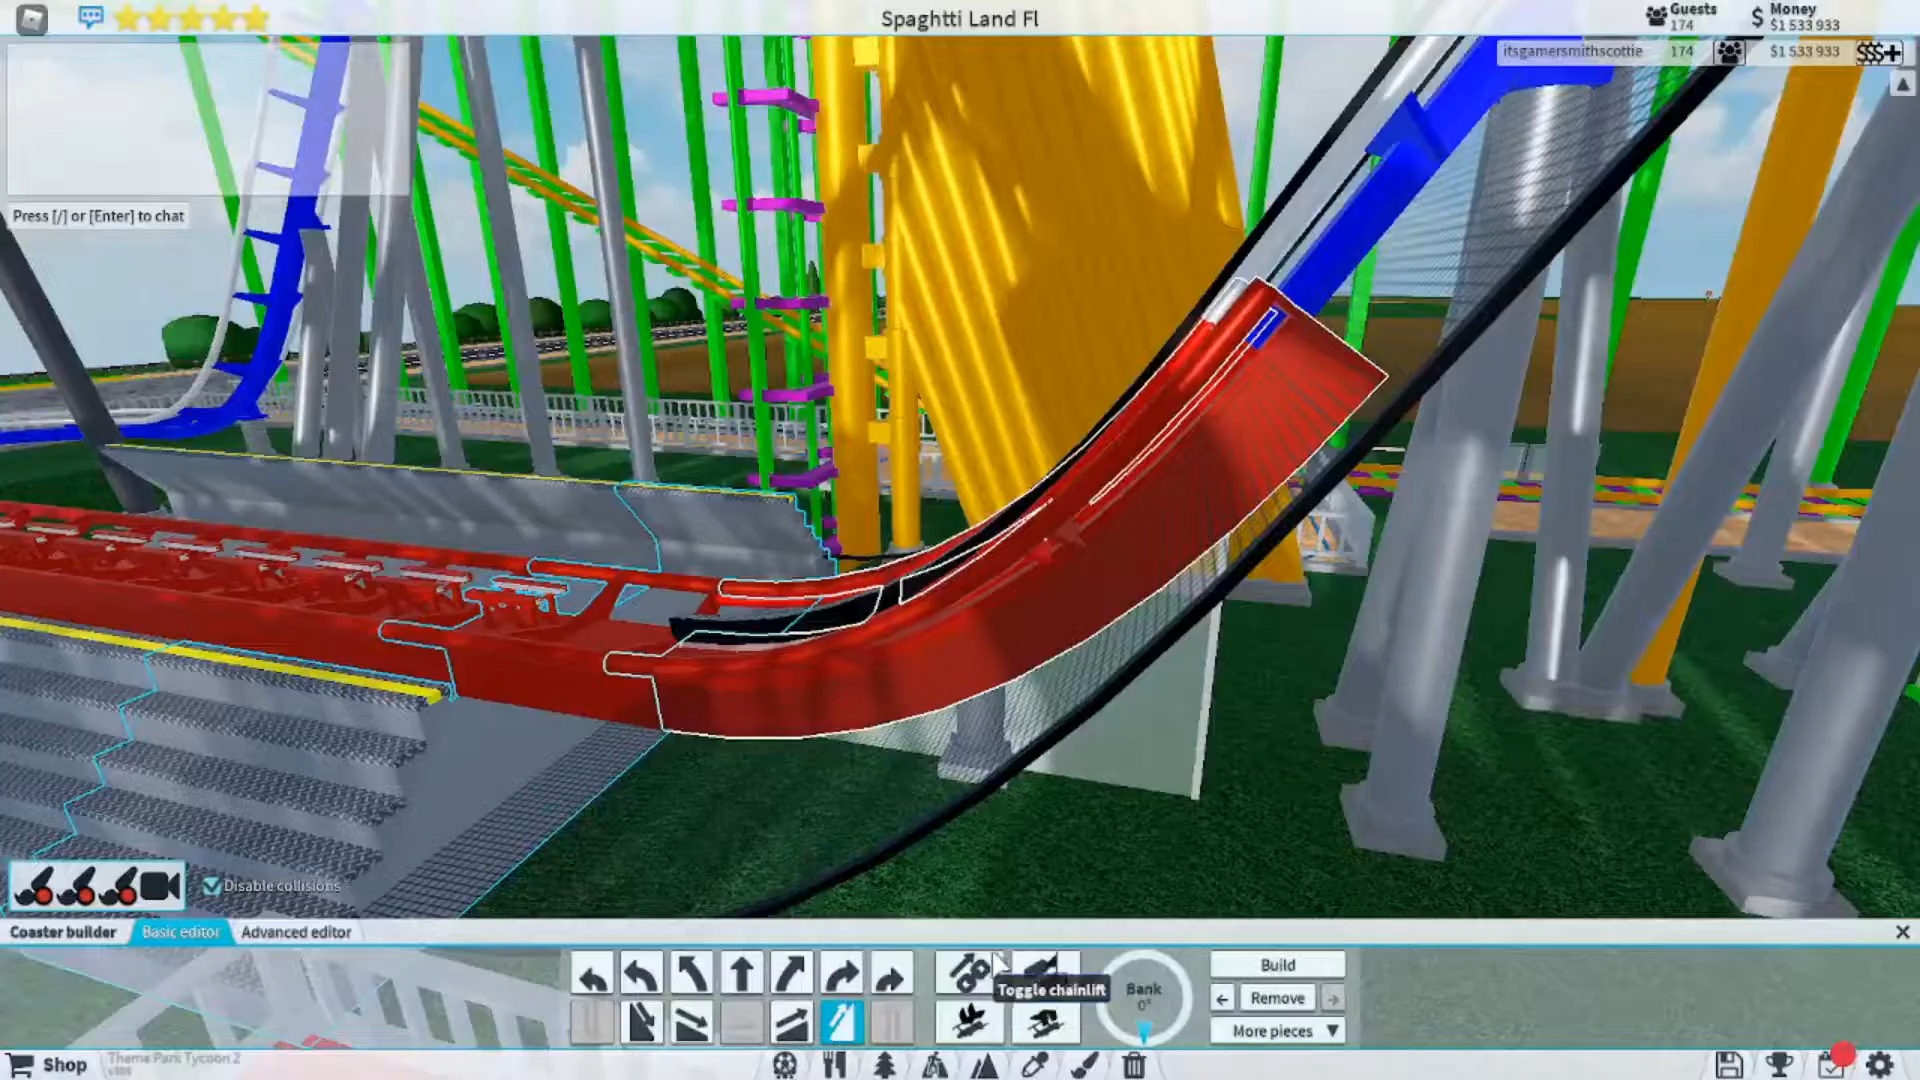 Spaghtti Land Fl
Guests
174
$ Money
$1 533 933
itsgamersmithscottie 174 $1 533 933 $$$+
Press [/] or [Enter] to chat
Disable collisions
Coaster builder Basic editor Advanced editor
Toggle chainlift
Bank
0°
Build
Remove
More pieces
Shop
Theme Park Tycoon 2